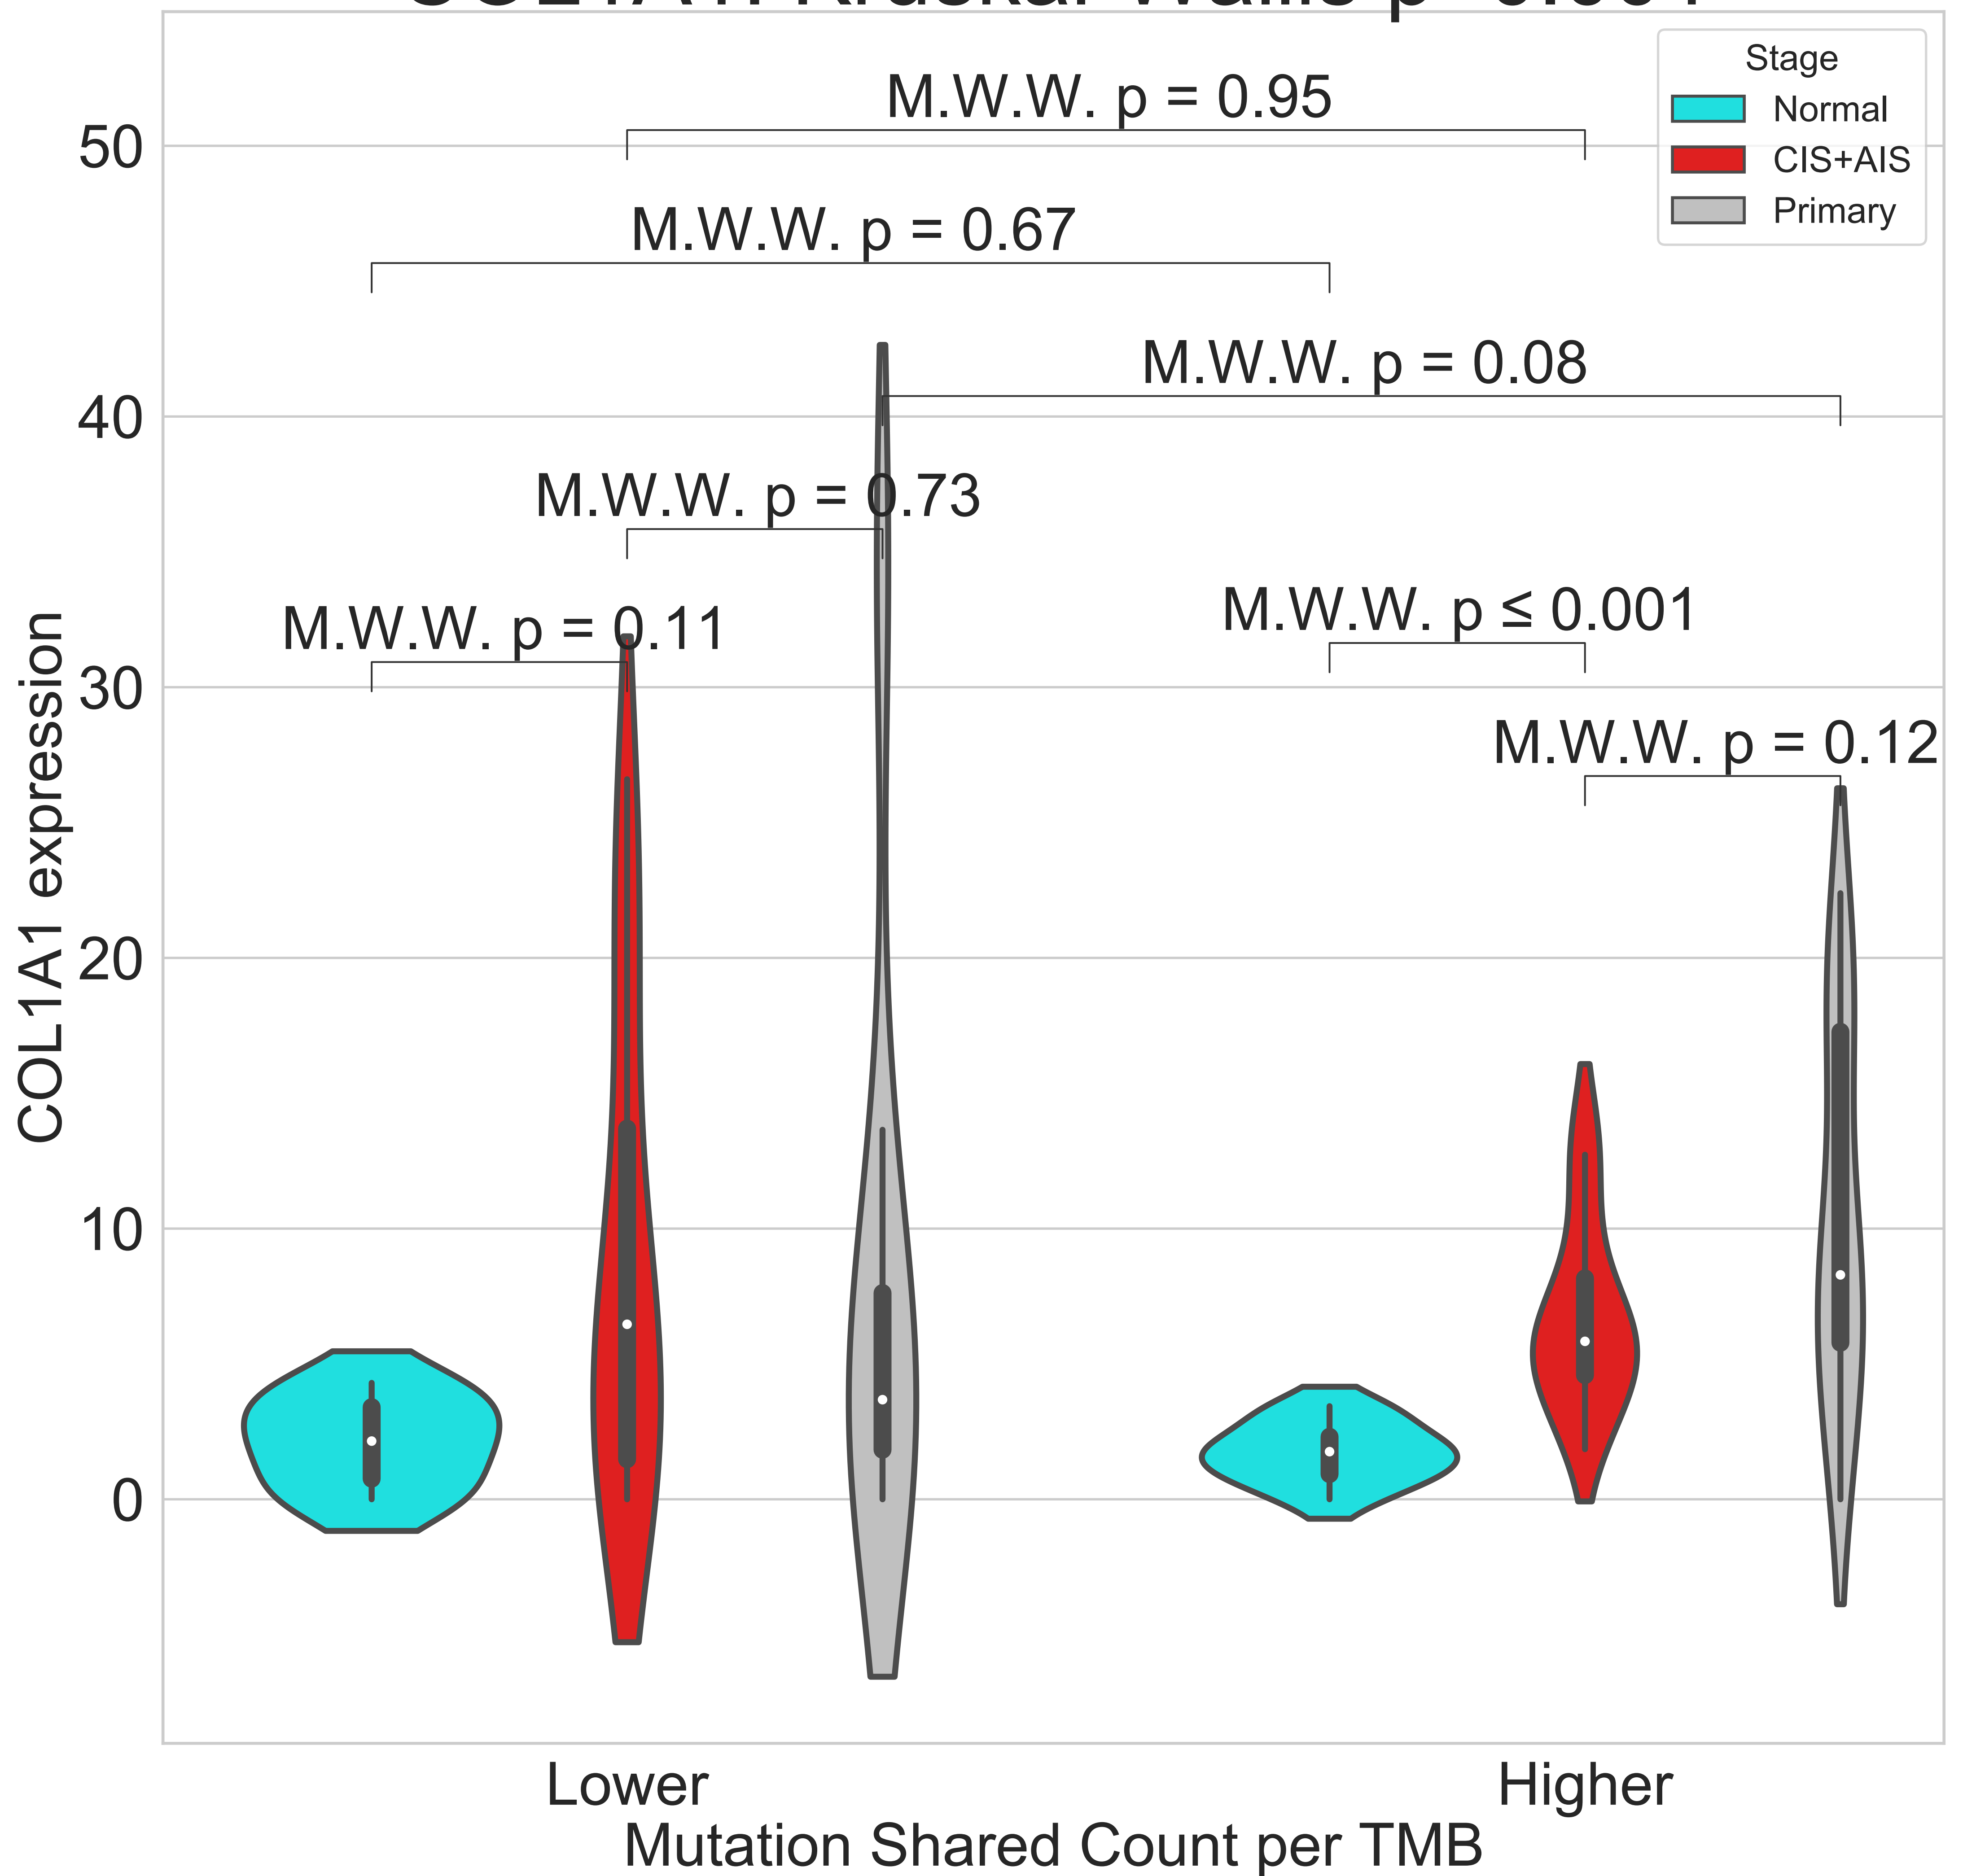 Stage
Normal
CIS+AIS
Primary
M.W.W. p = 0.95
M.W.W. p = 0.67
M.W.W. p = 0.08
M.W.W. p = 0.73
M.W.W. p ≤ 0.001
M.W.W. p = 0.11
M.W.W. p = 0.12
50
40
30
20
10
0
COL1A1 expression
Lower
Higher
Mutation Shared Count per TMB